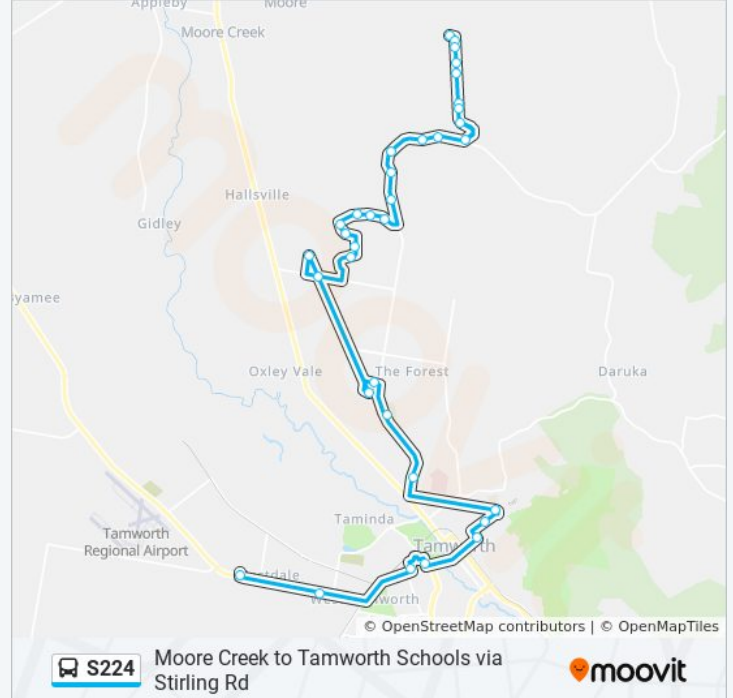 Appleby
Moore
Moore Creek
Hallsville
Gidley
yamee
Oxley Vale
The Forest
Daruka
Taminda
Tamworth
Regional Airport
Tamworth
© OpenStreetMap contributors | © OpenMapTiles
S224
Moore Creek to Tamworth Schools via
Stirling Rd
moovit